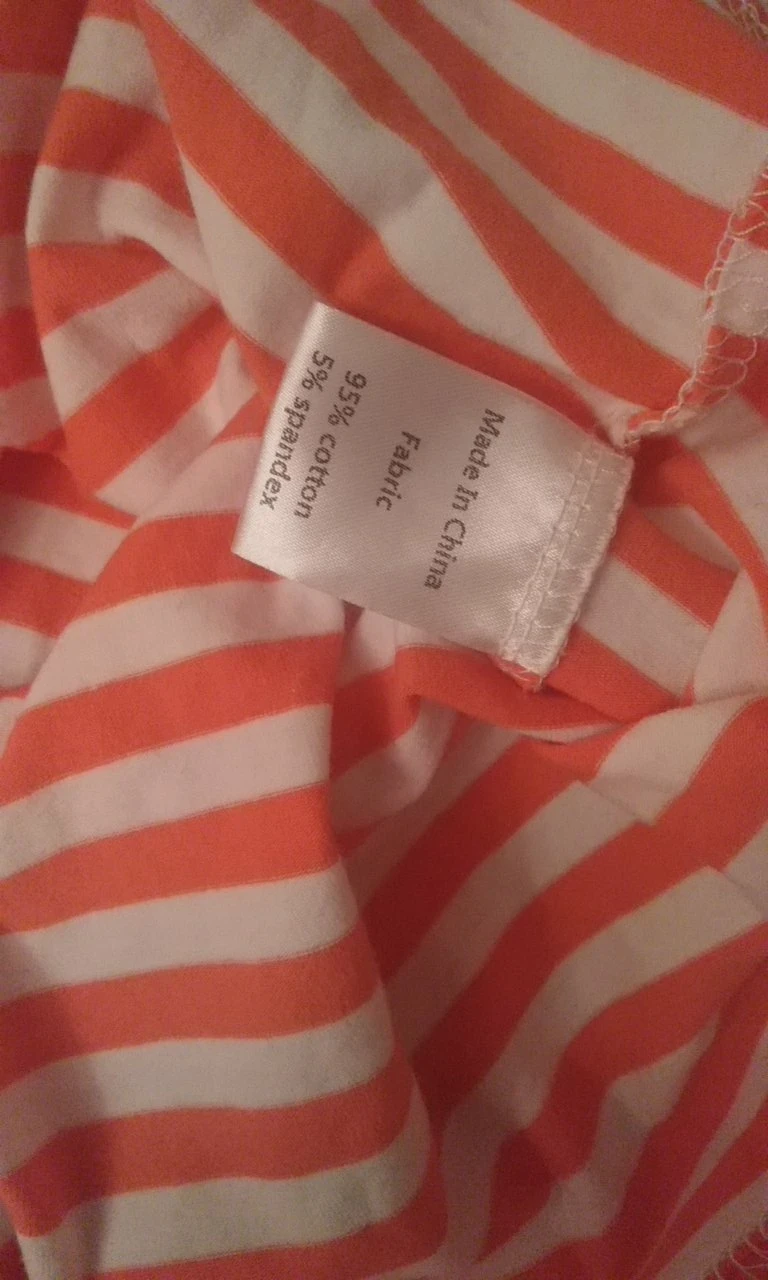 Made In China
Fabric
95% cotton
5% spandex